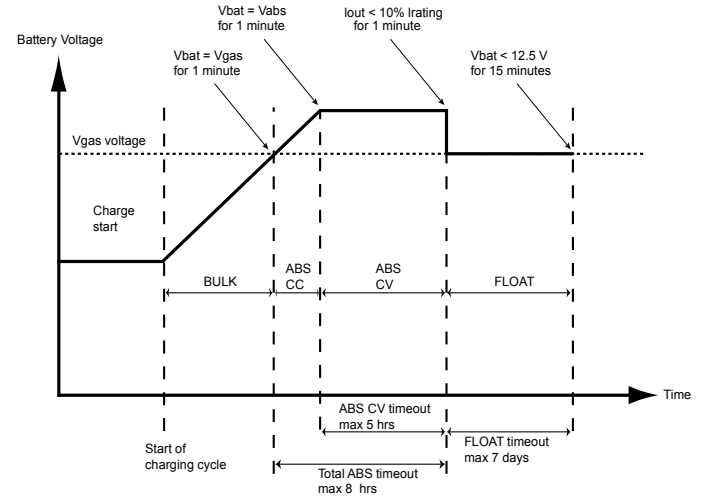 Vbat = Vabs
for 1 minute
Iout < 10% Irating
for 1 minute
Battery Voltage
Vbat = Vgas
for 1 minute
Vbat < 12.5 V
for 15 minutes
Vgas voltage
Charge
start
BULK
ABS
CC
ABS
CV
FLOAT
Time
ABS CV timeout
max 5 hrs
Start of
charging cycle
FLOAT timeout
max 7 days
Total ABS timeout
max 8 hrs